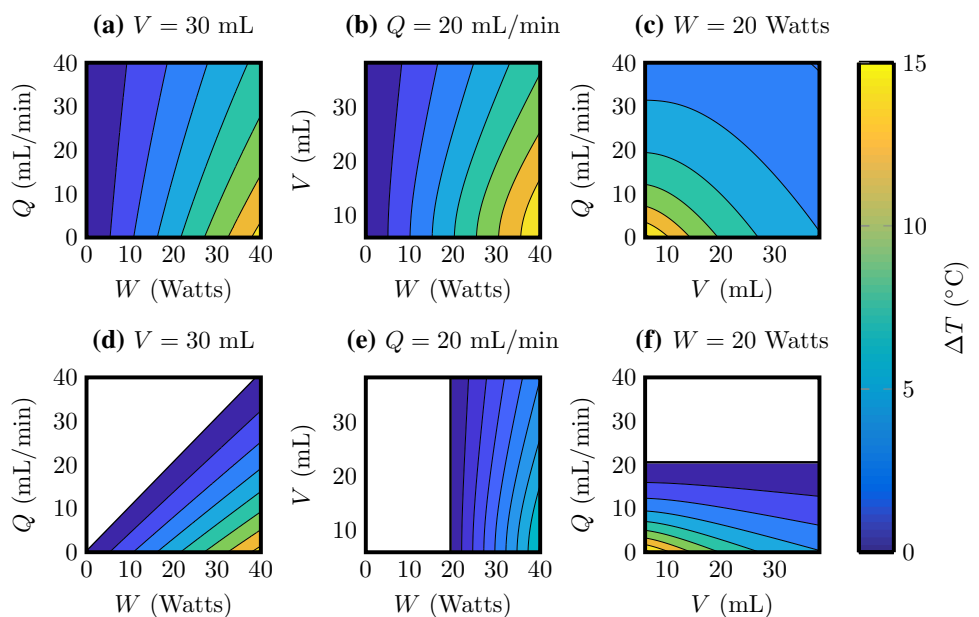 (a) V = 30 mL
(b) Q = 20 mL/min
(c) W = 20 Watts
Q (mL/min)
40
30
20
10
0
0 10 20 30 40
W (Watts)
V (mL)
30
20
10
0 10 20 30 40
W (Watts)
Q (mL/min)
40
30
20
10
0
10 20 30
V (mL)
15
10
5
0
ΔT (°C)
(d) V = 30 mL
(e) Q = 20 mL/min
(f) W = 20 Watts
Q (mL/min)
40
30
20
10
0
0 10 20 30 40
W (Watts)
V (mL)
30
20
10
0 10 20 30 40
W (Watts)
Q (mL/min)
40
30
20
10
0
10 20 30
V (mL)